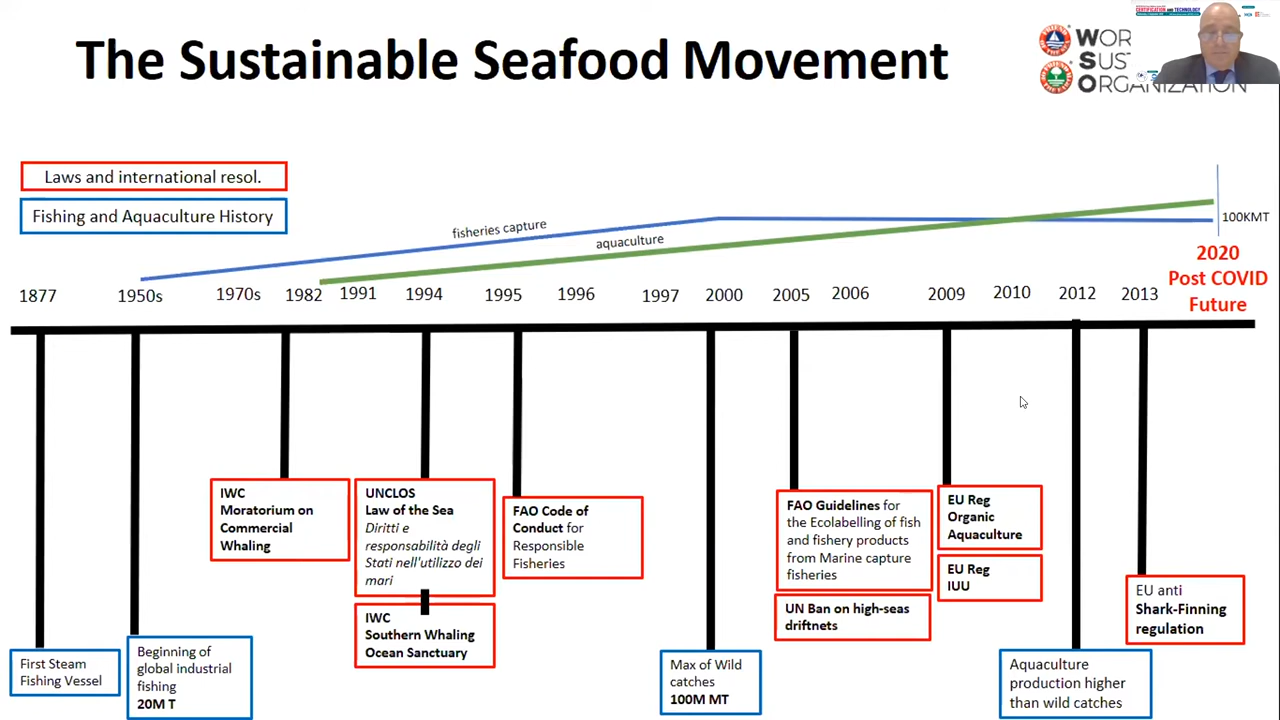 The Sustainable Seafood Movement
CERTIFICATION AND TECHNOLOGY
WOR
SUS
ORGANIZATION
Laws and international resol.
Fishing and Aquaculture History
fisheries capture
aquaculture
100KMT
2020
Post COVID
Future
1877 1950s 1970s 1982 1991 1994 1995 1996 1997 2000 2005 2006 2009 2010 2012 2013
First Steam
Fishing Vessel
Beginning of
global industrial
fishing
20M T
IWC
Moratorium on
Commercial
Whaling
UNCLOS
Law of the Sea
Diritti e
responsabilità degli
Stati nell'utilizzo dei
mari
IWC
Southern Whaling
Ocean Sanctuary
FAO Code of
Conduct for
Responsible
Fisheries
Max of Wild
catches
100M MT
FAO Guidelines for
the Ecolabelling of fish
and fishery products
from Marine capture
fisheries
UN Ban on high-seas
driftnets
EU Reg
Organic
Aquaculture
EU Reg
IUU
Aquaculture
production higher
than wild catches
EU anti
Shark-Finning
regulation